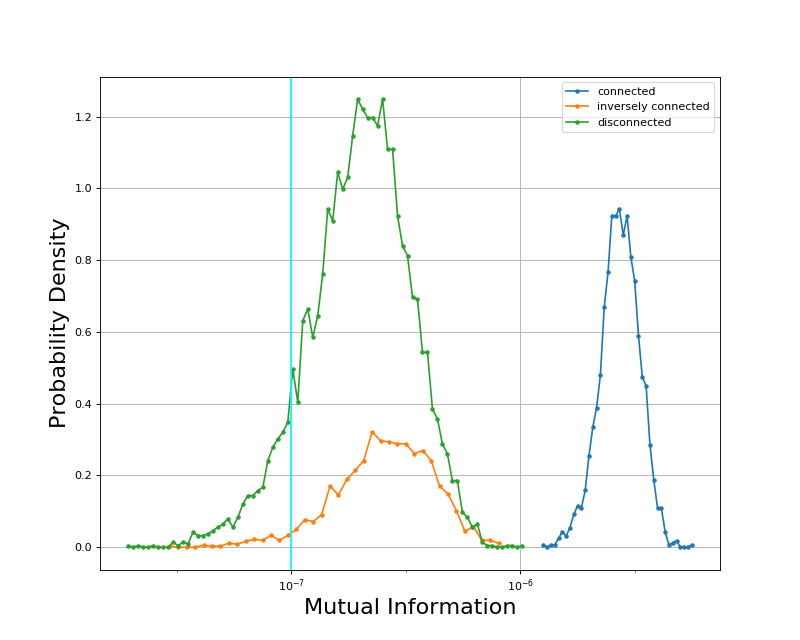 connected
inversely connected
disconnected
1.2
1.0
0.8
0.6
0.4
0.2
0.0
Probability Density
10⁻⁷
10⁻⁶
Mutual Information